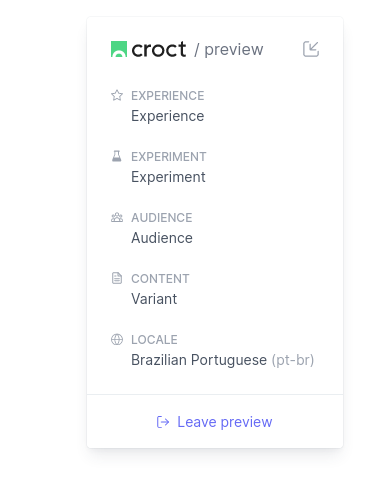 croct / preview
EXPERIENCE
Experience
EXPERIMENT
Experiment
AUDIENCE
Audience
CONTENT
Variant
LOCALE
Brazilian Portuguese (pt-br)
Leave preview